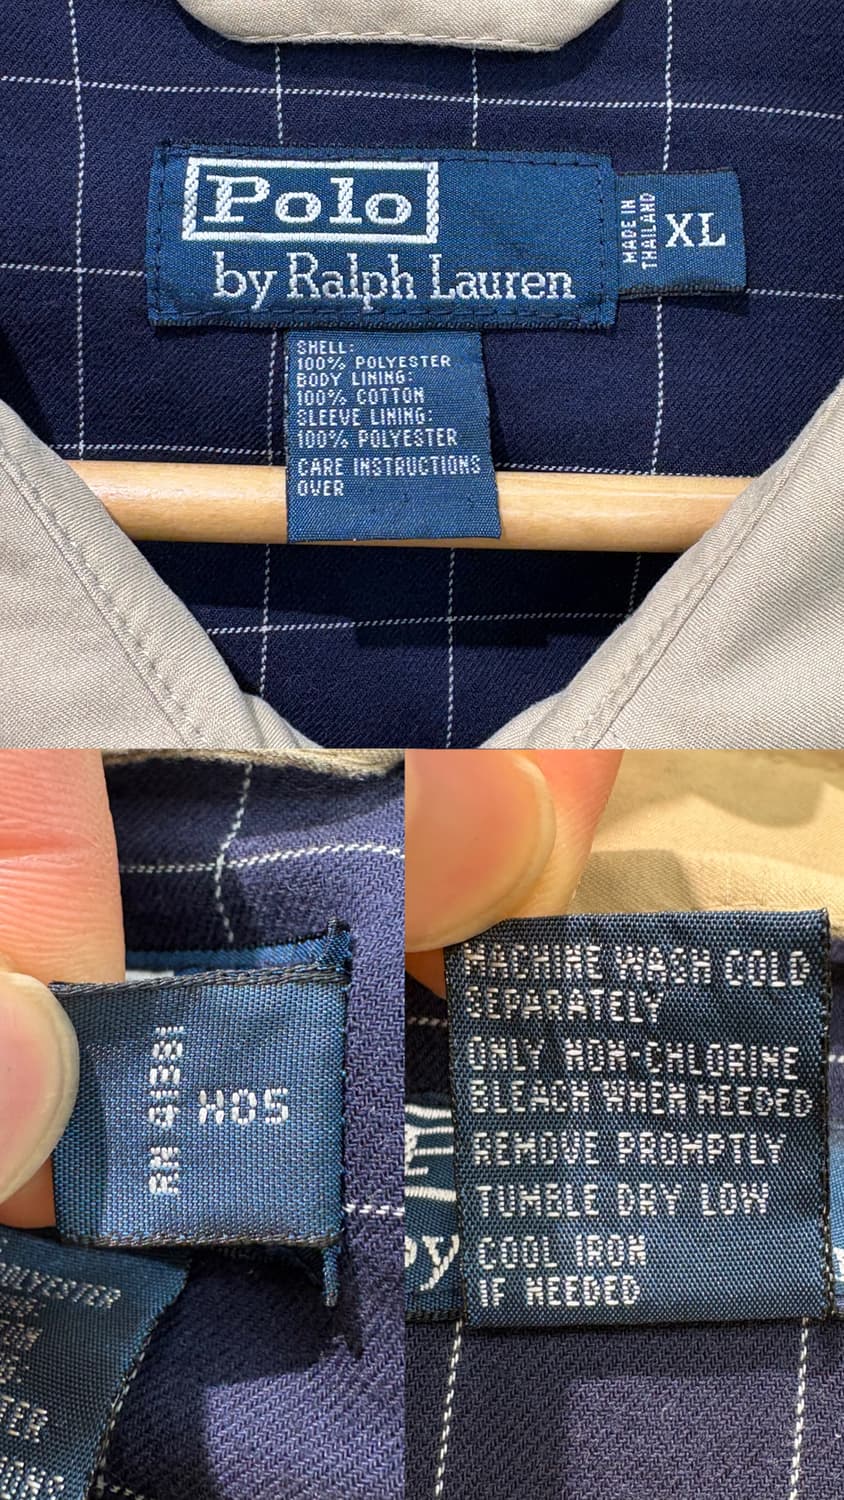 Polo
by Ralph Lauren
MADE IN
THAILAND
XL
SHELL:
100% POLYESTER
BODY LINING:
100% COTTON
SLEEVE LINING:
100% POLYESTER
CARE INSTRUCTIONS
OVER
RN 41381
HOS
MACHINE WASH COLD
SEPARATELY
ONLY NON-CHLORINE
BLEACH WHEN NEEDED
REMOVE PROMPTLY
TUMBLE DRY LOW
COOL IRON
IF NEEDED
by